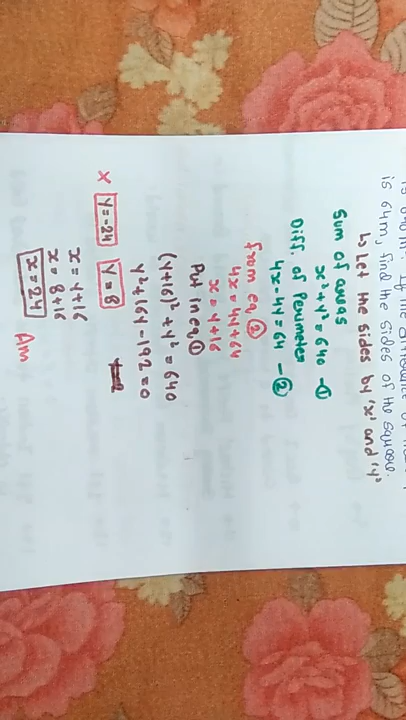 is 64m, find the sides of the square.
↳ Let the sides by 'x' and 'y'
Sum of areas
x² + y² = 640 - ①
Diff. of Perimeter
4x - 4y = 64 - ②
from eq ②
4x = 4y + 64
x = y + 16
Put in eq ①
(y+16)² + y² = 640
y² + 16y - 192 = 0
x y = -24 y = 8
x = y + 16
x = 8 + 16
x = 24
Ans